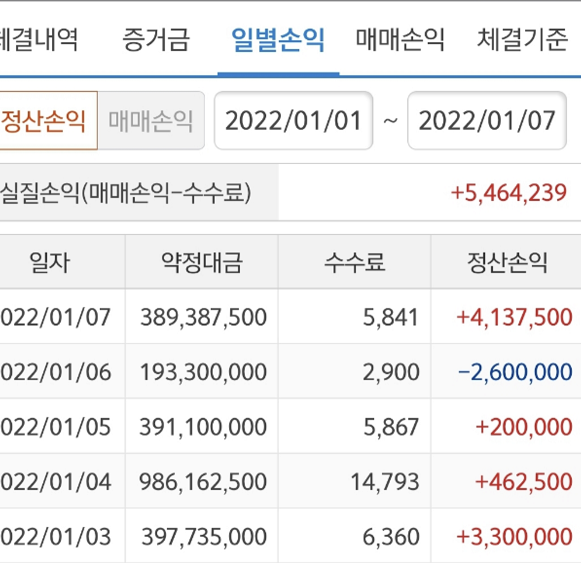 체결내역 증거금 일별손익 매매손익 체결기준
정산손익 매매손익 2022/01/01 ~ 2022/01/07
실질손익(매매손익-수수료) +5,464,239
일자 약정대금 수수료 정산손익
022/01/07 389,387,500 5,841 +4,137,500
022/01/06 193,300,000 2,900 -2,600,000
022/01/05 391,100,000 5,867 +200,000
022/01/04 986,162,500 14,793 +462,500
022/01/03 397,735,000 6,360 +3,300,000